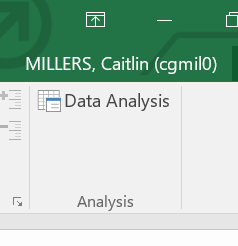 MILLERS, Caitlin (cgmil0)
Data Analysis
Analysis